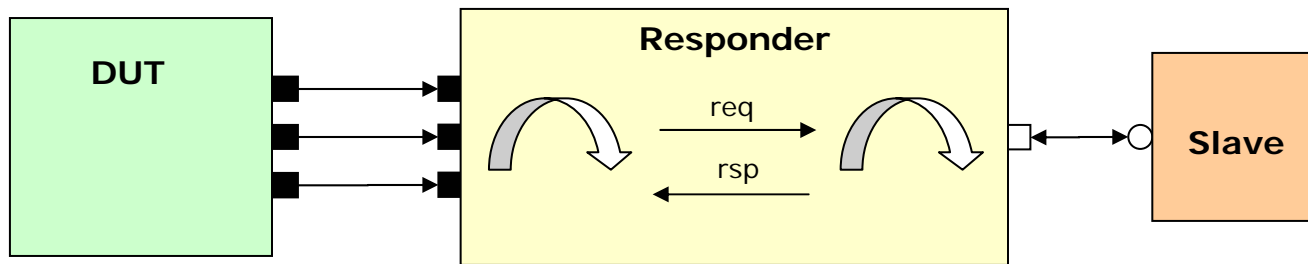 DUT
Responder
req
rsp
Slave